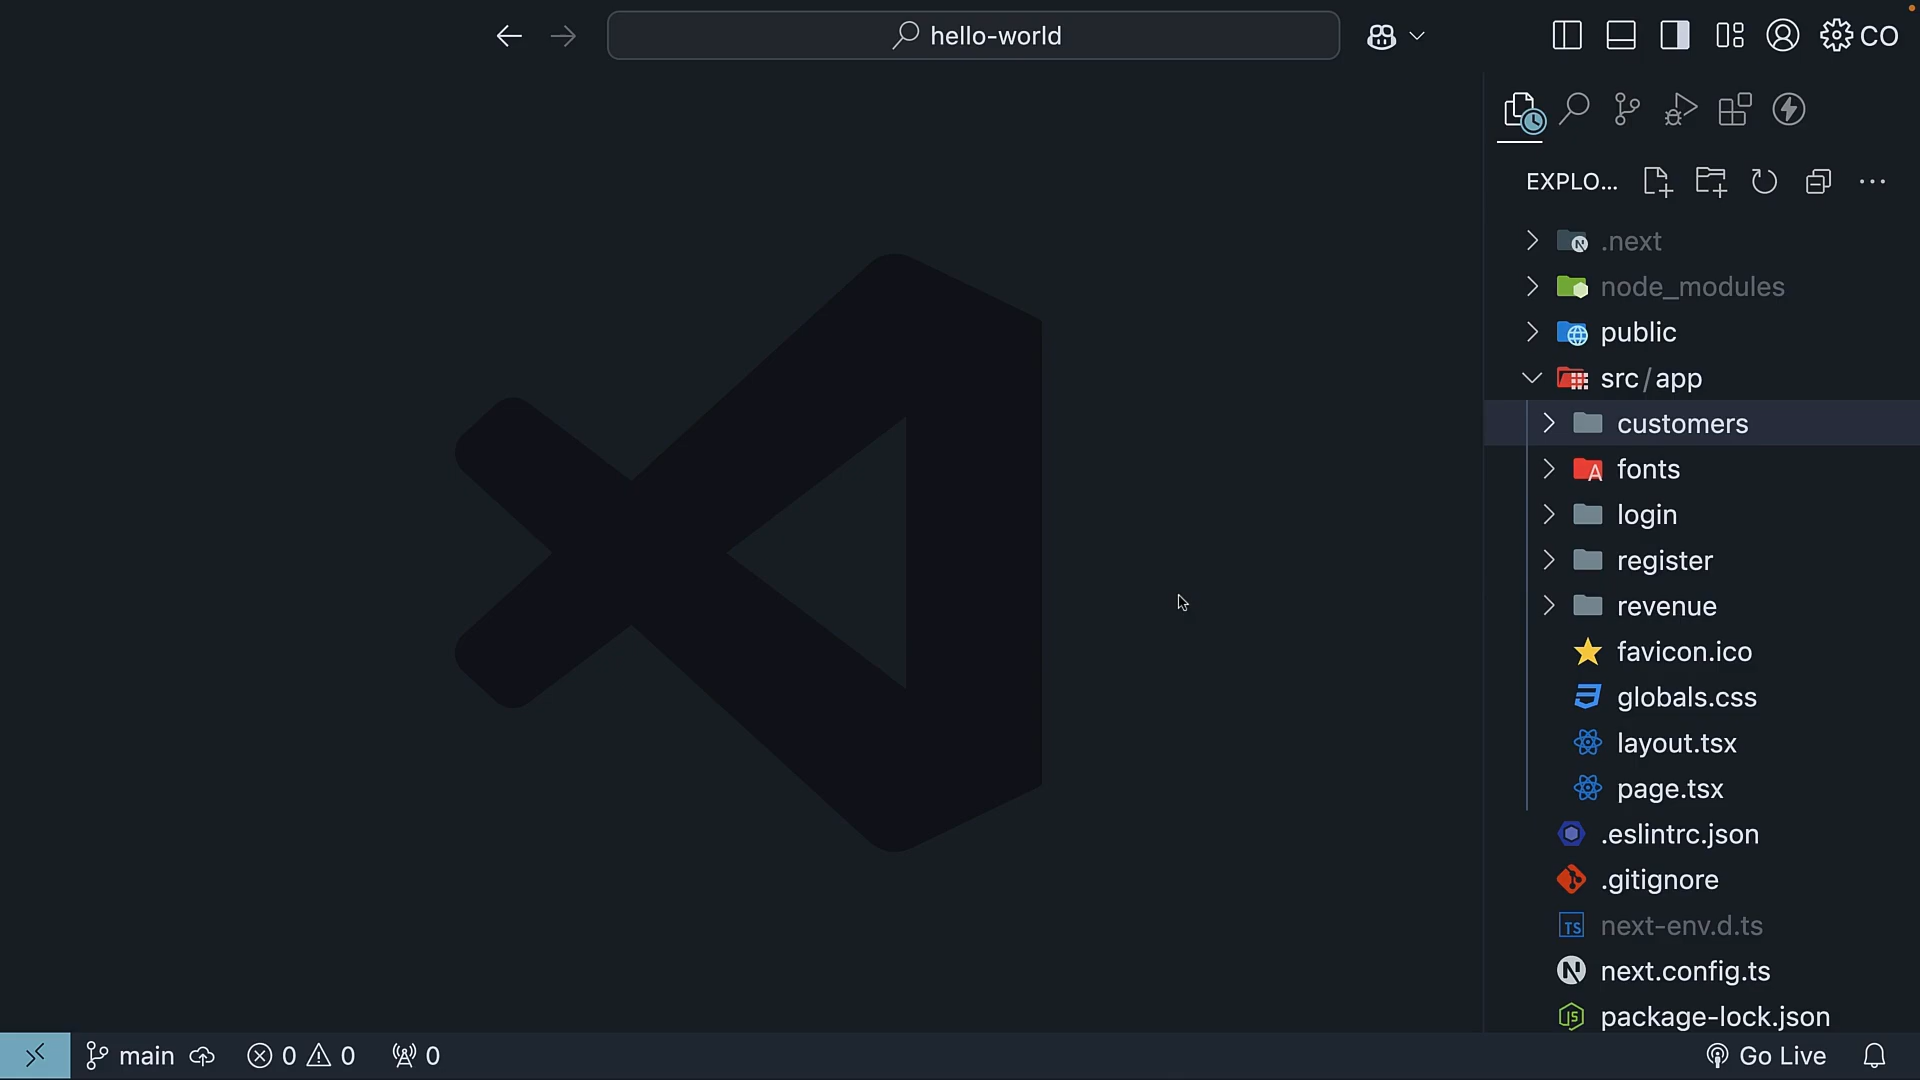 hello-world
CO
EXPLO...
.next
node_modules
public
src/app
customers
fonts
login
register
revenue
favicon.ico
globals.css
layout.tsx
page.tsx
.eslintrc.json
.gitignore
next-env.d.ts
next.config.ts
package-lock.json
main 0 0 0 Go Live